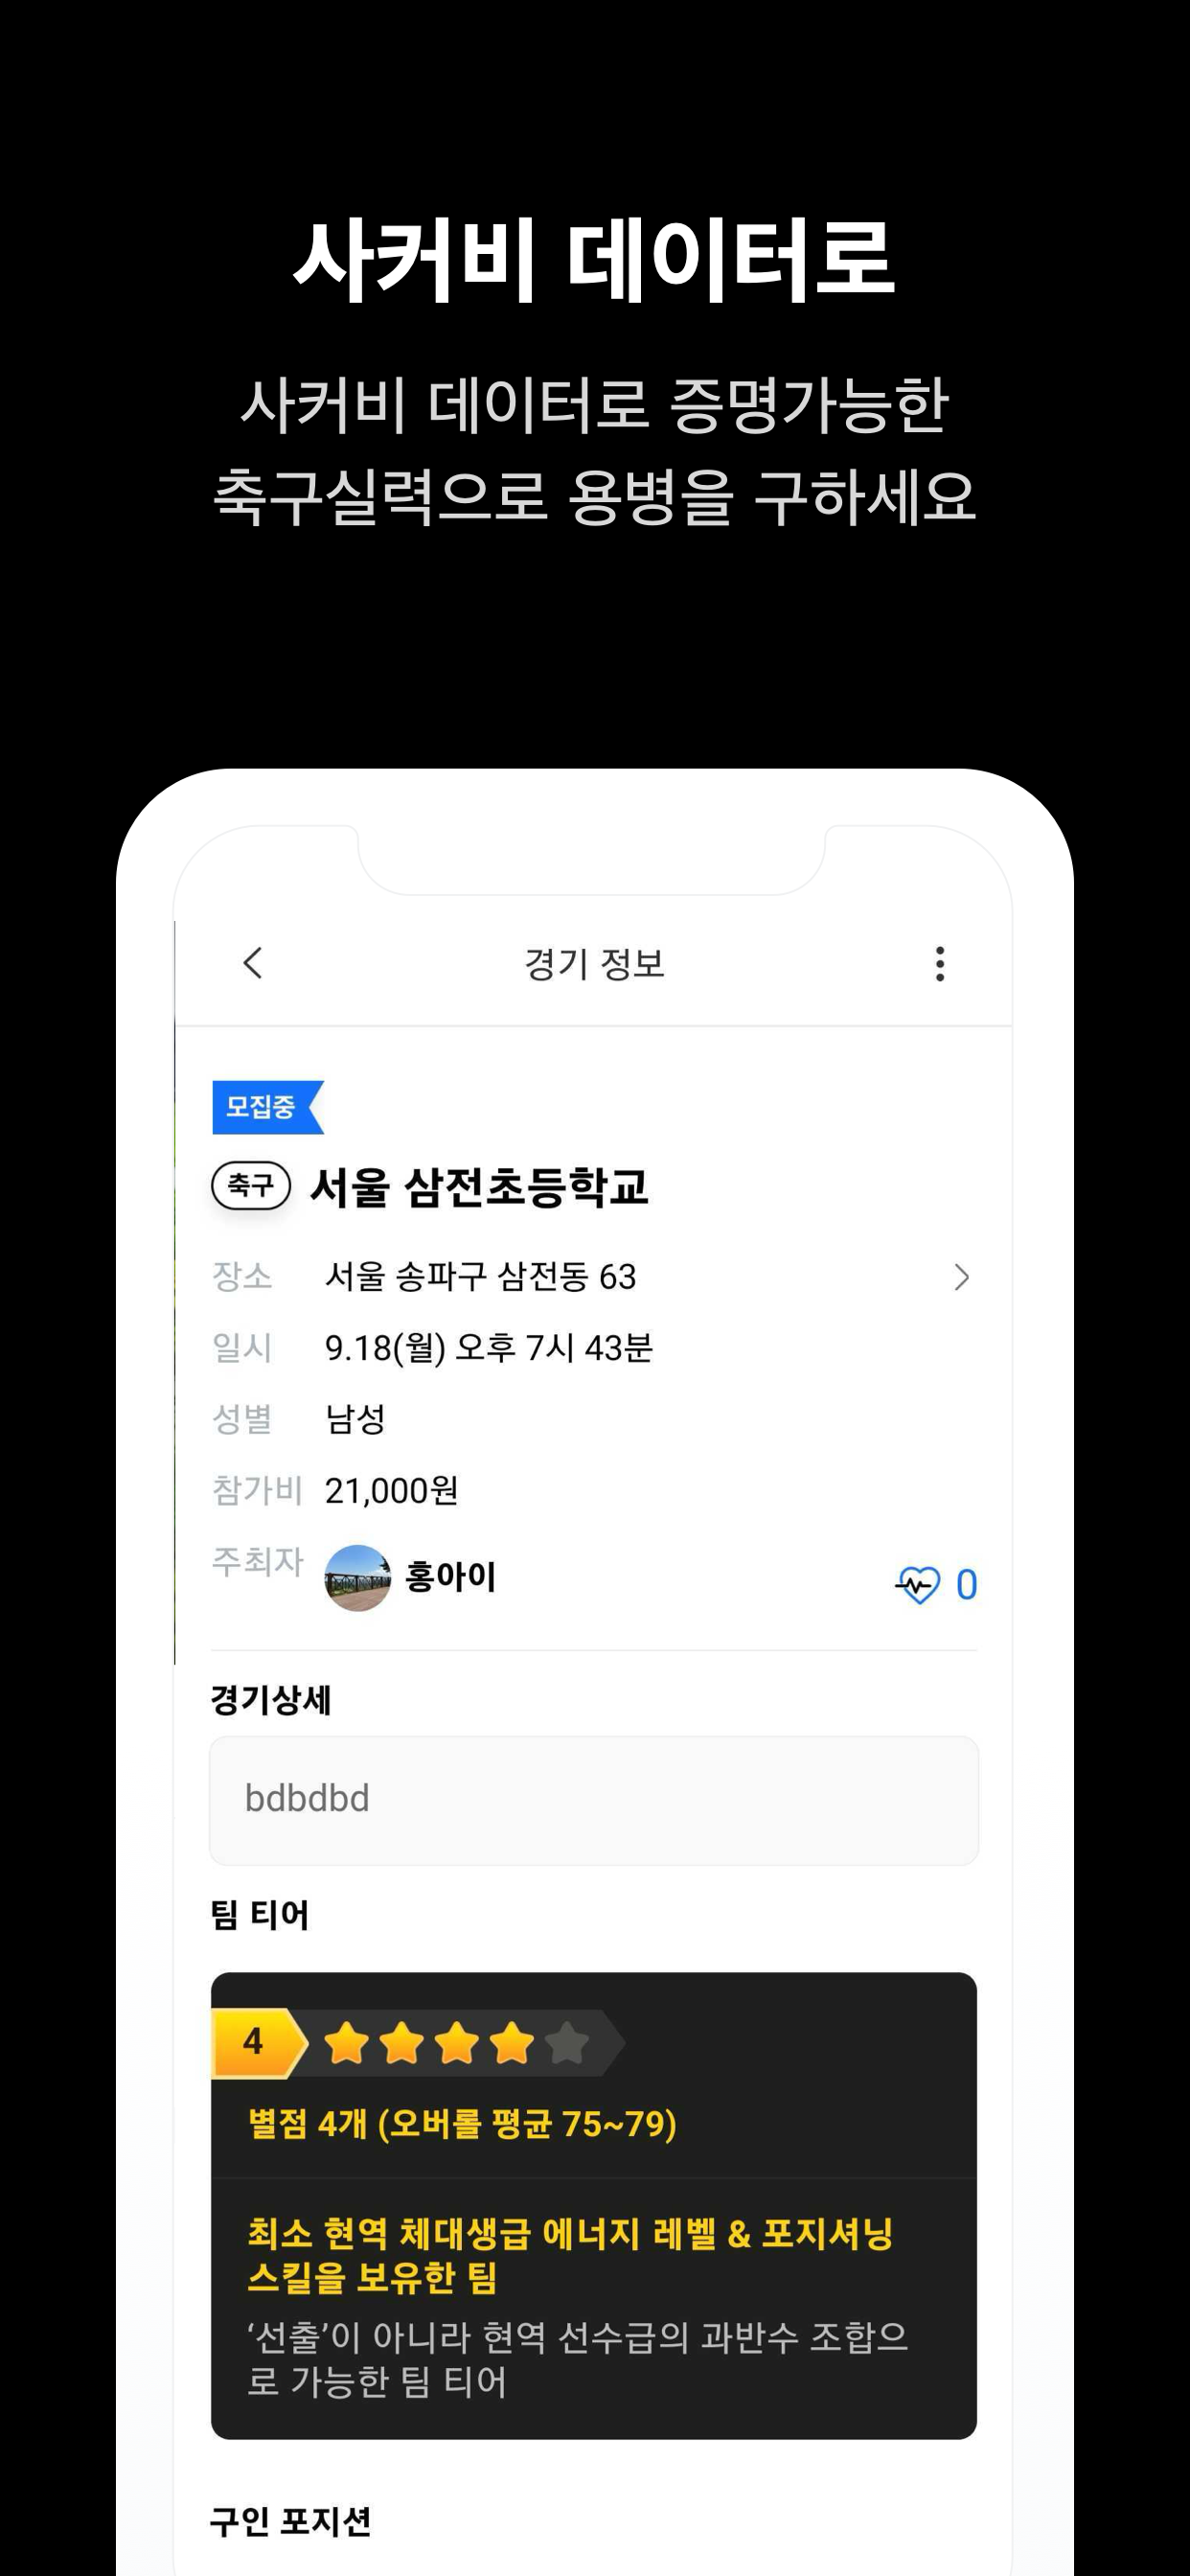 사커비 데이터로
사커비 데이터로 증명가능한
축구실력으로 용병을 구하세요
경기 정보
모집중
축구 서울 삼전초등학교
장소 서울 송파구 삼전동 63
일시 9.18(월) 오후 7시 43분
성별 남성
참가비 21,000원
주최자 홍아이 0
경기상세
bdbdbd
팀 티어
4
별점 4개 (오버롤 평균 75~79)
최소 현역 체대생급 에너지 레벨 & 포지셔닝
스킬을 보유한 팀
‘선출’이 아니라 현역 선수급의 과반수 조합으
로 가능한 팀 티어
구인 포지션